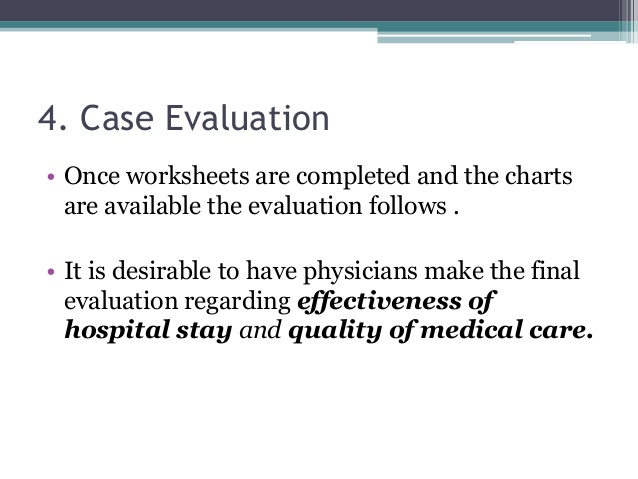 4. Case Evaluation
• Once worksheets are completed and the charts
are available the evaluation follows .
• It is desirable to have physicians make the final
evaluation regarding effectiveness of
hospital stay and quality of medical care.